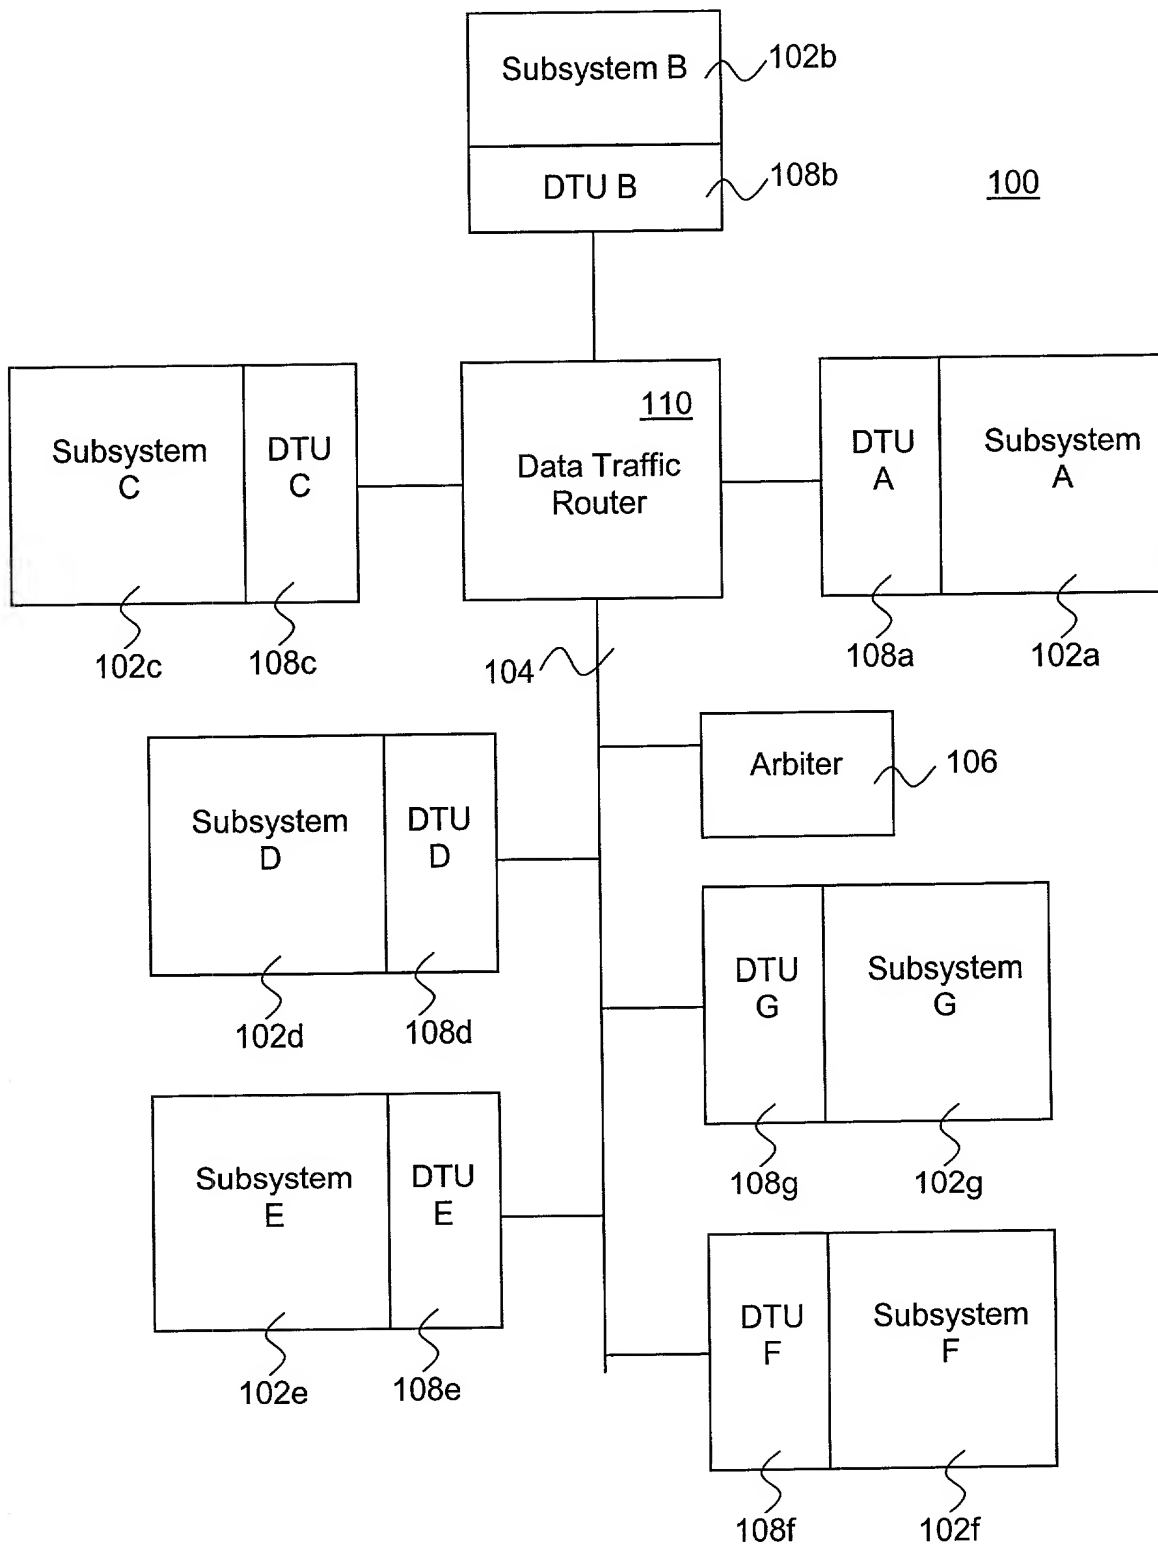 Subsystem B
102b
DTU B
108b
100
110
Data Traffic
Router
Subsystem
C
DTU
C
DTU
A
Subsystem
A
102c
108c
104
108a
102a
Arbiter
106
Subsystem
D
DTU
D
102d
108d
DTU
G
Subsystem
G
108g
102g
Subsystem
E
DTU
E
102e
108e
DTU
F
Subsystem
F
108f
102f